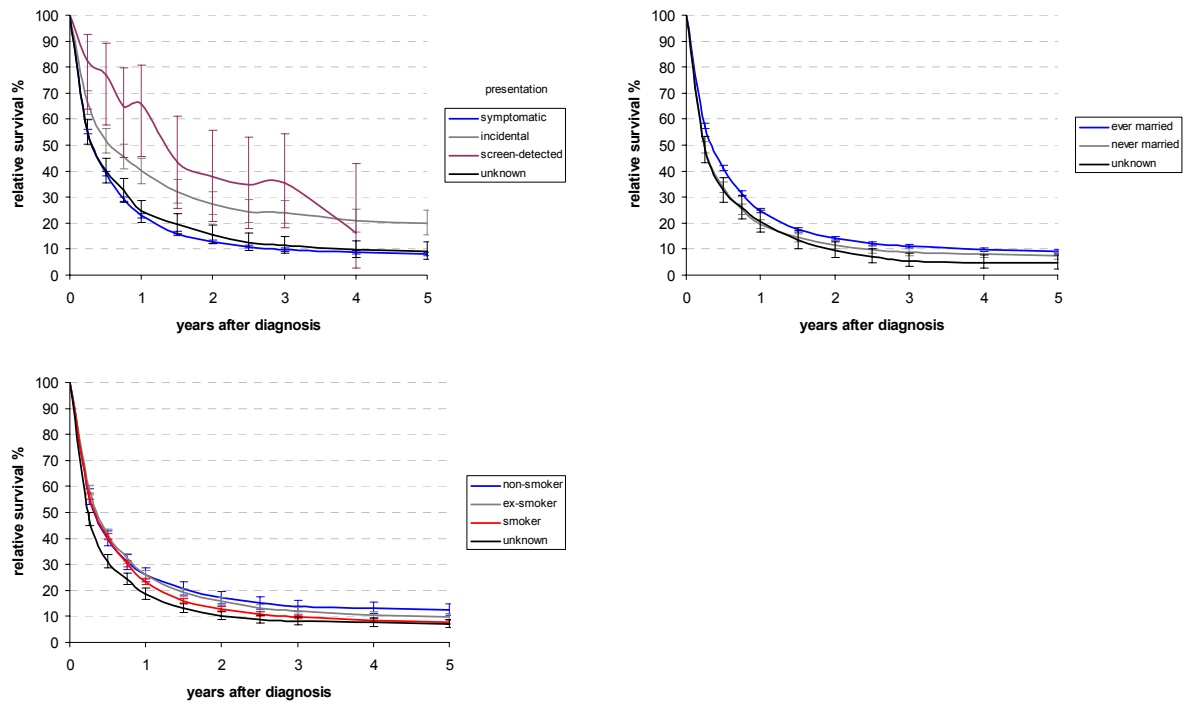 100
90
80
70
60
50
40
30
20
10
0
relative survival %
0 1 2 3 4 5
years after diagnosis
presentation
symptomatic
incidental
screen-detected
unknown
100
90
80
70
60
50
40
30
20
10
0
relative survival %
0 1 2 3 4 5
years after diagnosis
ever married
never married
unknown
100
90
80
70
60
50
40
30
20
10
0
relative survival %
0 1 2 3 4 5
years after diagnosis
non-smoker
ex-smoker
smoker
unknown